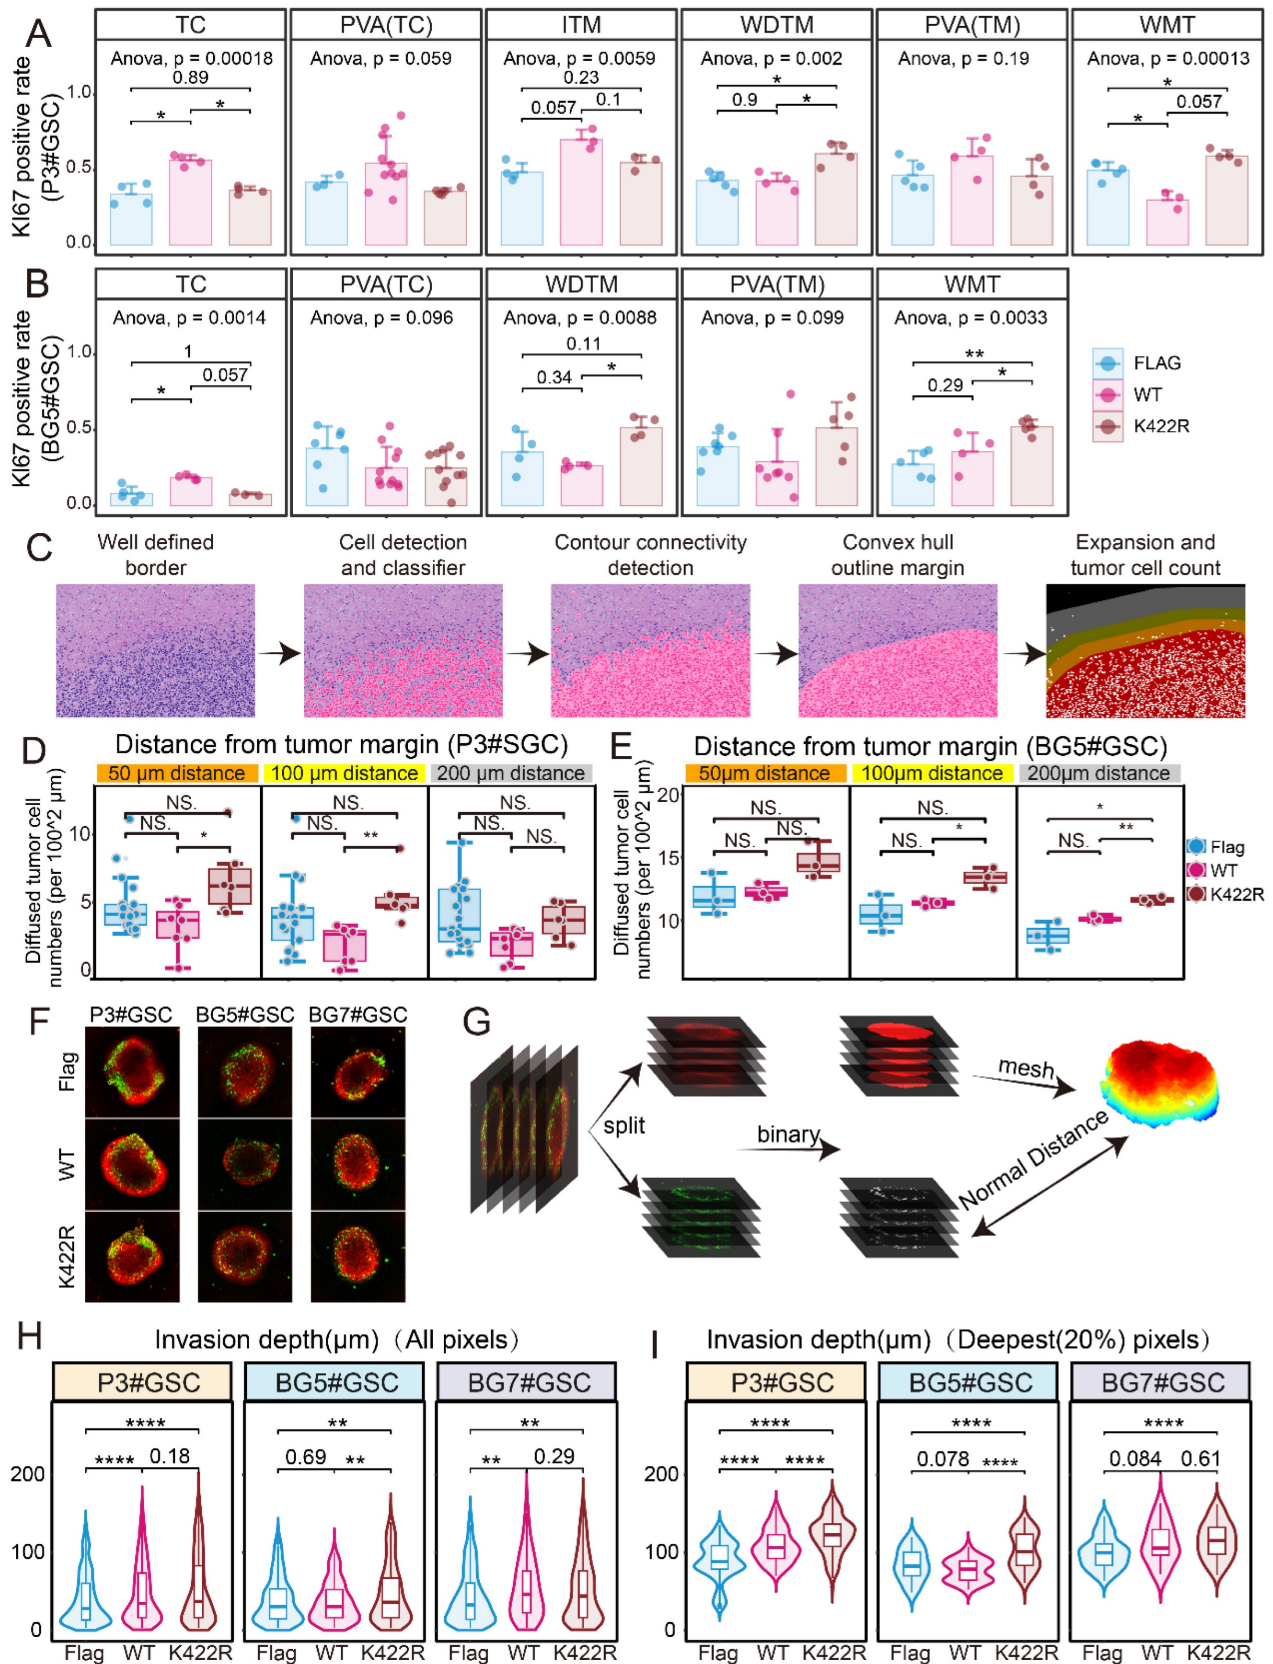 A
TC
PVA(TC)
ITM
WDTM
PVA(TM)
WMT
KI67 positive rate
(P3#GSC)
1.0
0.5
0.0
Anova, p = 0.00018
0.89
*
*
Anova, p = 0.059
Anova, p = 0.0059
0.23
0.1
0.057
Anova, p = 0.002
*
0.9
*
Anova, p = 0.19
Anova, p = 0.00013
*
0.057
*
B
TC
PVA(TC)
WDTM
PVA(TM)
WMT
KI67 positive rate
(BG5#GSC)
1.0
0.5
0.0
Anova, p = 0.0014
1
0.057
*
Anova, p = 0.096
Anova, p = 0.0088
0.11
0.34
*
Anova, p = 0.099
Anova, p = 0.0033
**
0.29
*
FLAG
WT
K422R
C
Well defined
border
Cell detection
and classifier
Contour connectivity
detection
Convex hull
outline margin
Expansion and
tumor cell count
D
Distance from tumor margin (P3#SGC)
50 μm distance
100 μm distance
200 μm distance
Diffused tumor cell
numbers (per 100^2 μm)
10
5
0
NS.
NS.
*
NS.
NS.
**
NS.
NS.
NS.
E
Distance from tumor margin (BG5#GSC)
50μm distance
100μm distance
200μm distance
Diffused tumor cell
numbers (per 100^2 μm)
20
15
10
NS.
NS.
NS.
NS.
NS.
*
*
NS.
**
Flag
WT
K422R
F
P3#GSC
BG5#GSC
BG7#GSC
Flag
WT
K422R
G
split
binary
mesh
Normal Distance
H
Invasion depth(μm)（All pixels）
P3#GSC
BG5#GSC
BG7#GSC
200
100
0
****
****
0.18
**
0.69
**
**
**
0.29
Flag
WT
K422R
Flag
WT
K422R
Flag
WT
K422R
I
Invasion depth(μm)（Deepest(20%) pixels）
P3#GSC
BG5#GSC
BG7#GSC
200
100
0
****
****
****
****
0.078
****
****
0.084
0.61
Flag
WT
K422R
Flag
WT
K422R
Flag
WT
K422R